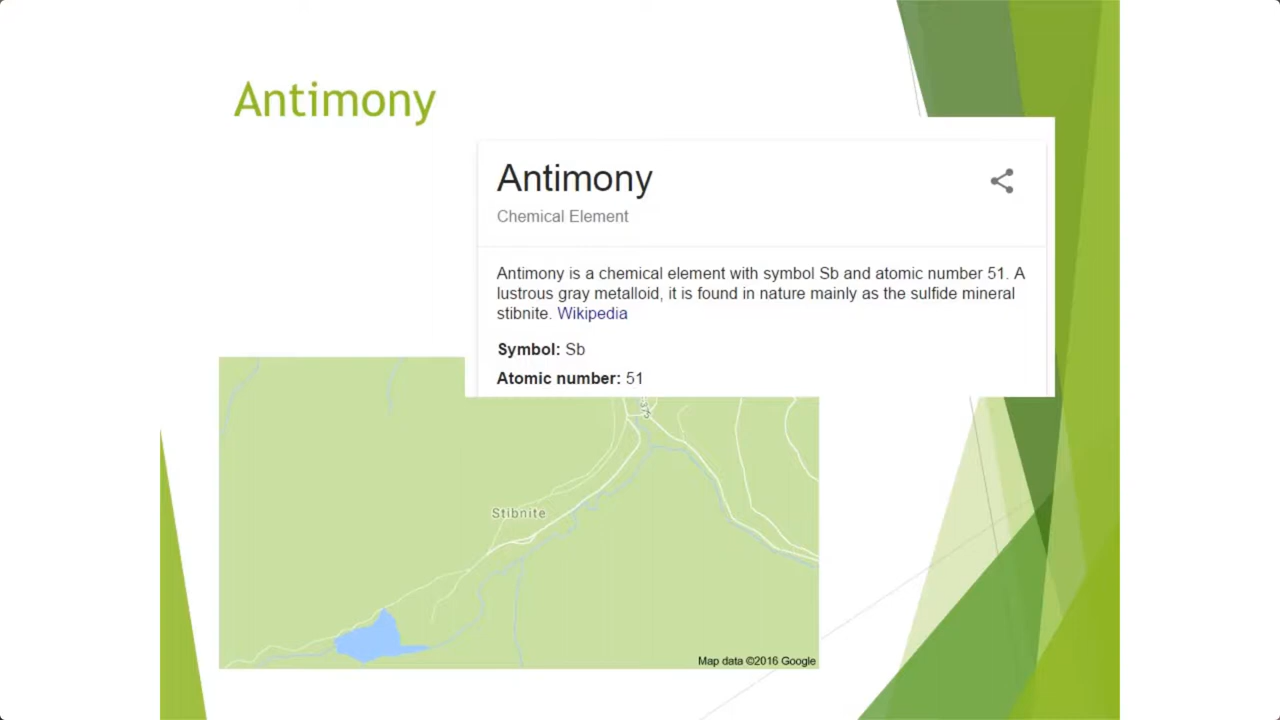 Antimony
Antimony
Chemical Element
Antimony is a chemical element with symbol Sb and atomic number 51. A
lustrous gray metalloid, it is found in nature mainly as the sulfide mineral
stibnite. Wikipedia
Symbol: Sb
Atomic number: 51
Stibnite
Map data ©2016 Google